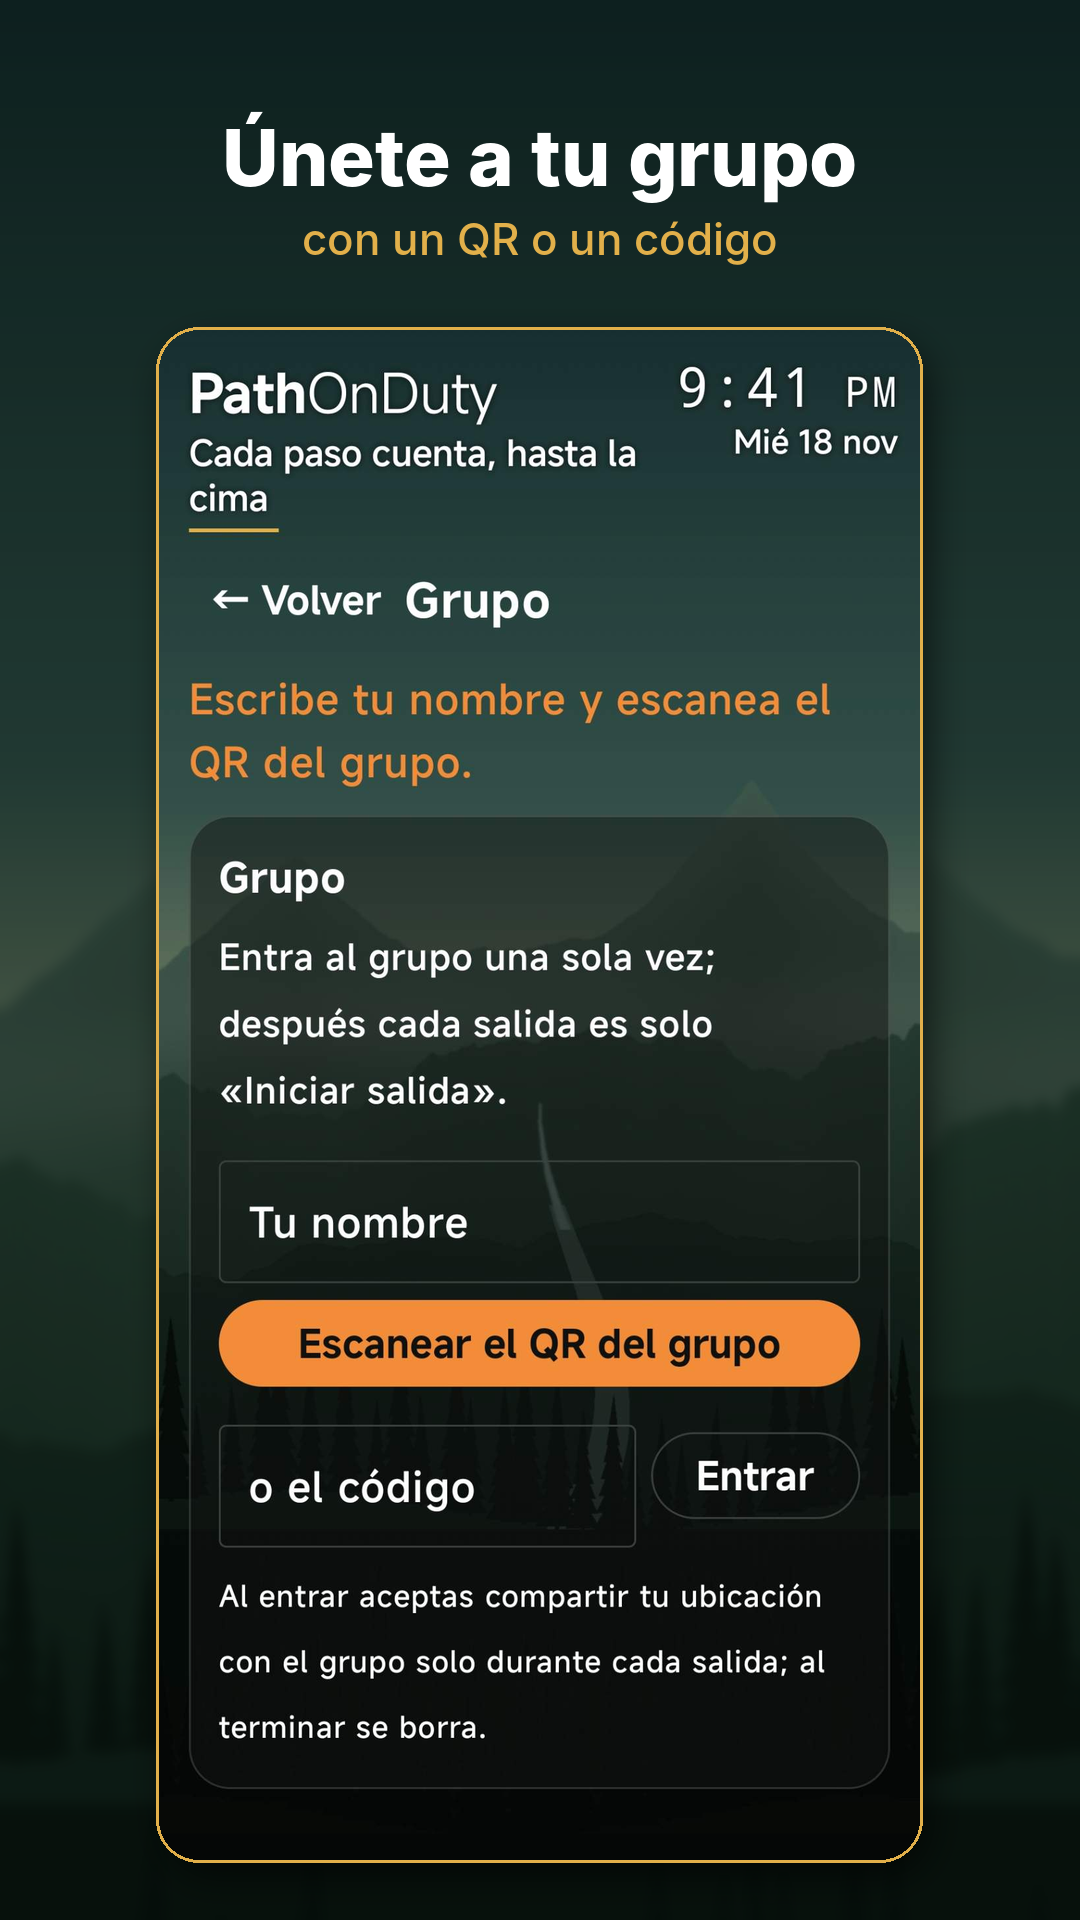 Únete a tu grupo
con un QR o un código
PathOnDuty
9:41 PM
Cada paso cuenta, hasta la
cima
Mié 18 nov
← Volver Grupo
Escribe tu nombre y escanea el
QR del grupo.
Grupo
Entra al grupo una sola vez;
después cada salida es solo
«Iniciar salida».
Tu nombre
Escanear el QR del grupo
o el código
Entrar
Al entrar aceptas compartir tu ubicación
con el grupo solo durante cada salida; al
terminar se borra.